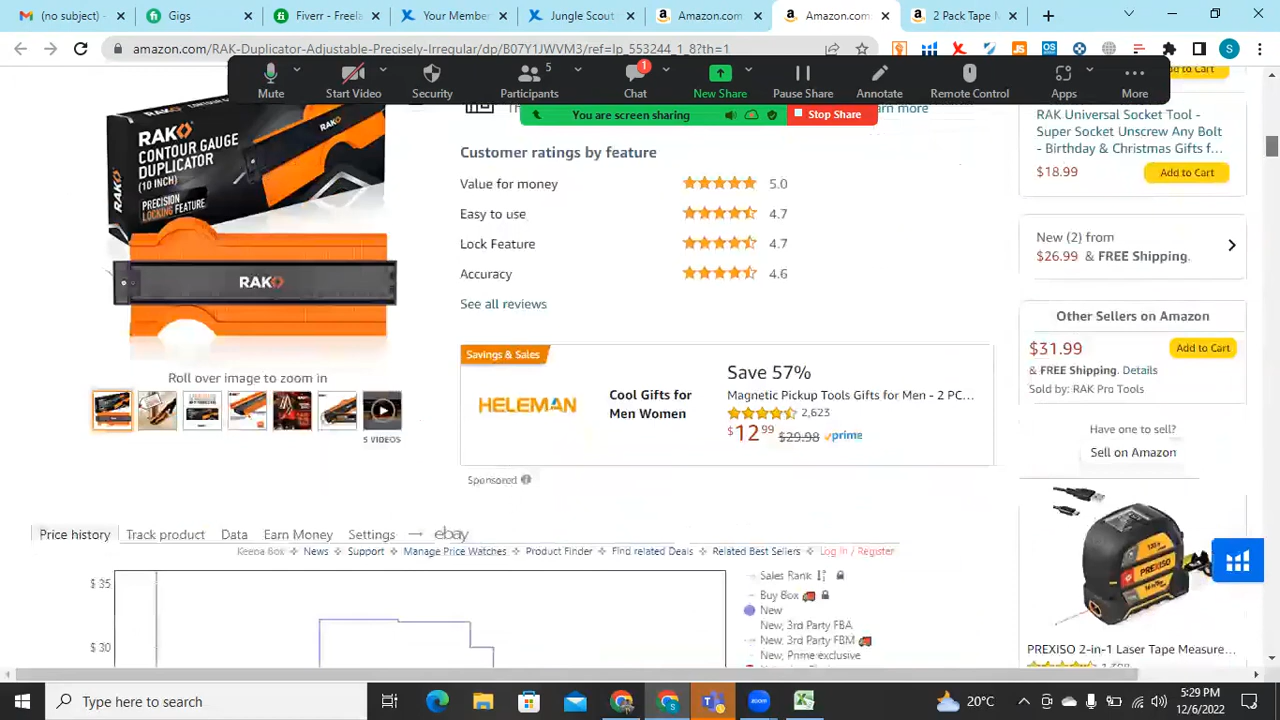 (no subject)
Gigs
Fiverr - Freela
Your Member
Jungle Scout
Amazon.com
Amazon.com
2 Pack Tape M
amazon.com/RAK-Duplicator-Adjustable-Precisely-Irregular/dp/B07Y1JWVM3/ref=lp_553244_1_8?th=1
Mute
Start Video
Security
5
Participants
1
Chat
New Share
Pause Share
Annotate
Remote Control
Apps
More
You are screen sharing
Stop Share
Add to Cart
RAK
CONTOUR GAUGE
DUPLICATOR
(10 INCH)
PRECISION
LOCKING FEATURE
RAK
RAK
RAK
Roll over image to zoom in
5 VIDEOS
Customer ratings by feature
Value for money 5.0
Easy to use 4.7
Lock Feature 4.7
Accuracy 4.6
See all reviews
Savings & Sales
HELEMAN
Cool Gifts for
Men Women
Save 57%
Magnetic Pickup Tools Gifts for Men - 2 PC...
2,623
$12 99 $29.98 prime
Sponsored
RAK Universal Socket Tool -
Super Socket Unscrew Any Bolt
- Birthday & Christmas Gifts f...
$18.99 Add to Cart
New (2) from
$26.99 & FREE Shipping.
Other Sellers on Amazon
$31.99 Add to Cart
& FREE Shipping. Details
Sold by: RAK Pro Tools
Have one to sell?
Sell on Amazon
PREXISO
PREXISO 2-in-1 Laser Tape Measure...
Price history Track product Data Earn Money Settings ebay
Keepa Box News Support Manage Price Watches Product Finder Find related Deals Related Best Sellers Log In / Register
$ 35
$ 30
Sales Rank
Buy Box
New
New, 3rd Party FBA
New, 3rd Party FBM
New, Prime exclusive
Type here to search
20°C
5:29 PM
12/6/2022